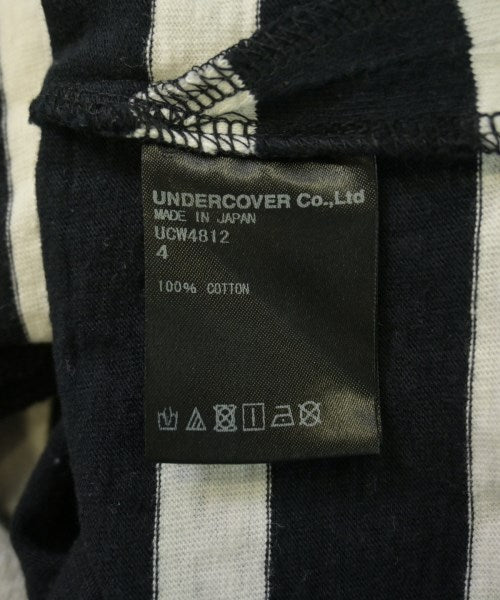 UNDERCOVER Co.,Ltd
MADE IN JAPAN
UCW4812
4
100% COTTON